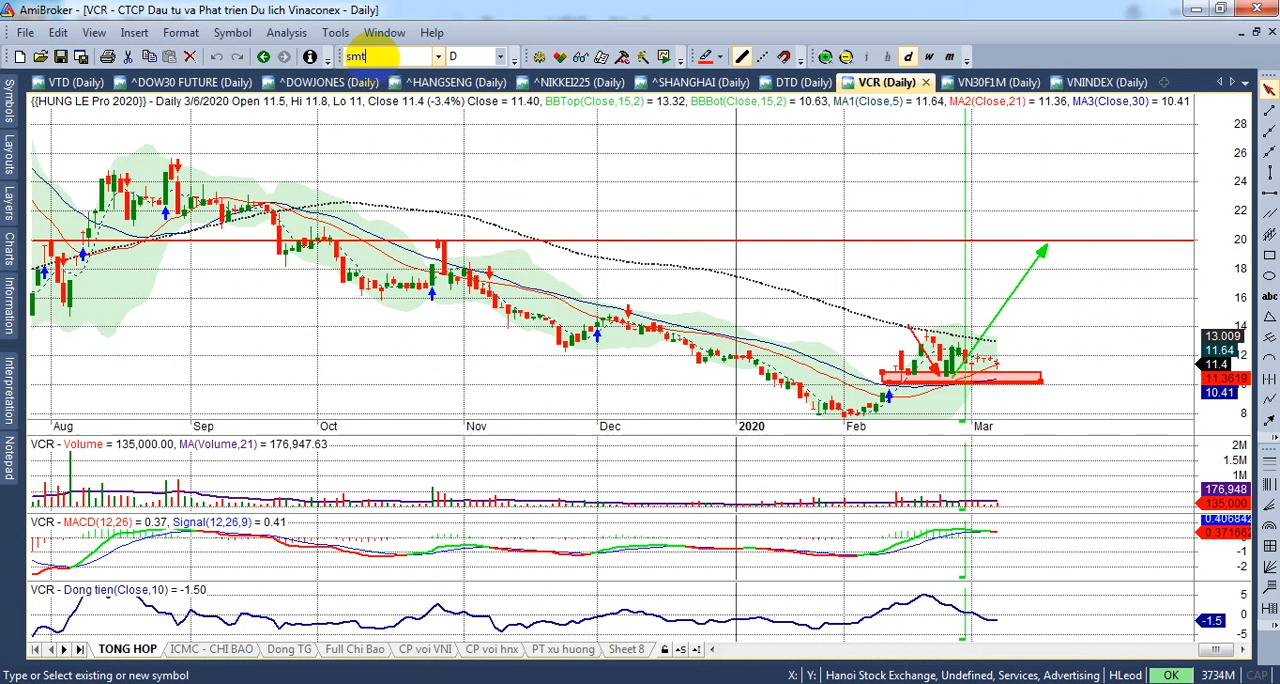 AmiBroker - [VCR - CTCP Dau tu va Phat trien Du lich Vinaconex - Daily]
File Edit View Insert Format Symbol Analysis Tools Window Help
smt D i h d w m
VTD (Daily) ^DOW30 FUTURE (Daily) ^DOWJONES (Daily) ^HANGSENG (Daily) ^NIKKEI225 (Daily) ^SHANGHAI (Daily) DTD (Daily) VCR (Daily) VN30F1M (Daily) VNINDEX (Daily)
{{HUNG LE Pro 2020}} - Daily 3/6/2020 Open 11.5, Hi 11.8, Lo 11, Close 11.4 (-3.4%) Close = 11.40, BBTop(Close,15,2) = 13.32, BBBot(Close,15,2) = 10.63, MA1(Close,5) = 11.64, MA2(Close,21) = 11.36, MA3(Close,30) = 10.41
Symbols
Layouts
Layers
Charts
Information
Interpretation
Notepad
28
26
24
22
20
18
16
14
13.009
12
11.64
11.4
11.3619
10.41
8
abc
Aug Sep Oct Nov Dec 2020 Feb Mar
VCR - Volume = 135,000.00, MA(Volume,21) = 176,947.63
2M
1.5M
1M
176,948
135,000
VCR - MACD(12,26) = 0.37, Signal(12,26,9) = 0.41
0.406842
0.371662
-1
-2
VCR - Dong tien(Close,10) = -1.50
5
0
-1.5
-5
TONG HOP ICMC - CHI BAO Dong TG Full Chi Bao CP voi VNI CP voi hnx PT xu huong Sheet 8
Type or Select existing or new symbol X: Y: Hanoi Stock Exchange, Undefined, Services, Advertising HLeod OK 3734M CAP